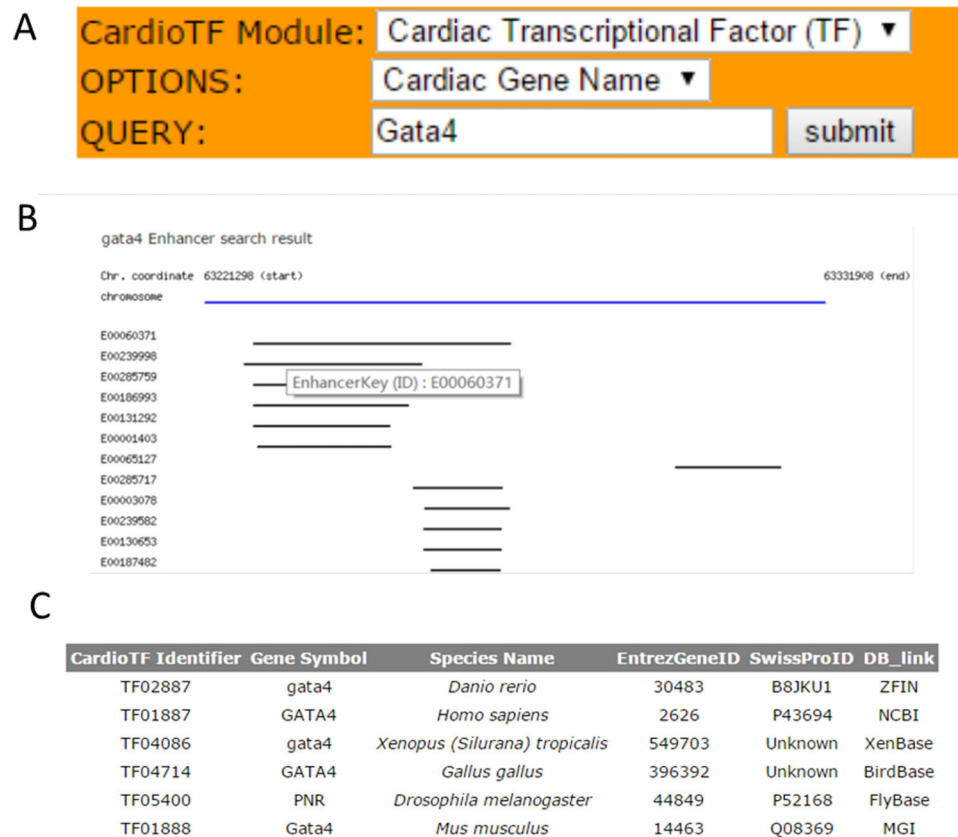 A
CardioTF Module: Cardiac Transcriptional Factor (TF) ▼
OPTIONS: Cardiac Gene Name ▼
QUERY: Gata4 submit
B
gata4 Enhancer search result
Chr. coordinate 63221298 (start) 63331908 (end)
chromosome
E00060371
E00239998
E00285759
EnhancerKey (ID) : E00060371
E00186993
E00131292
E00001403
E00065127
E00285717
E00003078
E00239582
E00130653
E00187482
C
CardioTF Identifier Gene Symbol Species Name EntrezGeneID SwissProID DB_link
TF02887 gata4 Danio rerio 30483 B8JKU1 ZFIN
TF01887 GATA4 Homo sapiens 2626 P43694 NCBI
TF04086 gata4 Xenopus (Silurana) tropicalis 549703 Unknown XenBase
TF04714 GATA4 Gallus gallus 396392 Unknown BirdBase
TF05400 PNR Drosophila melanogaster 44849 P52168 FlyBase
TF01888 Gata4 Mus musculus 14463 Q08369 MGI